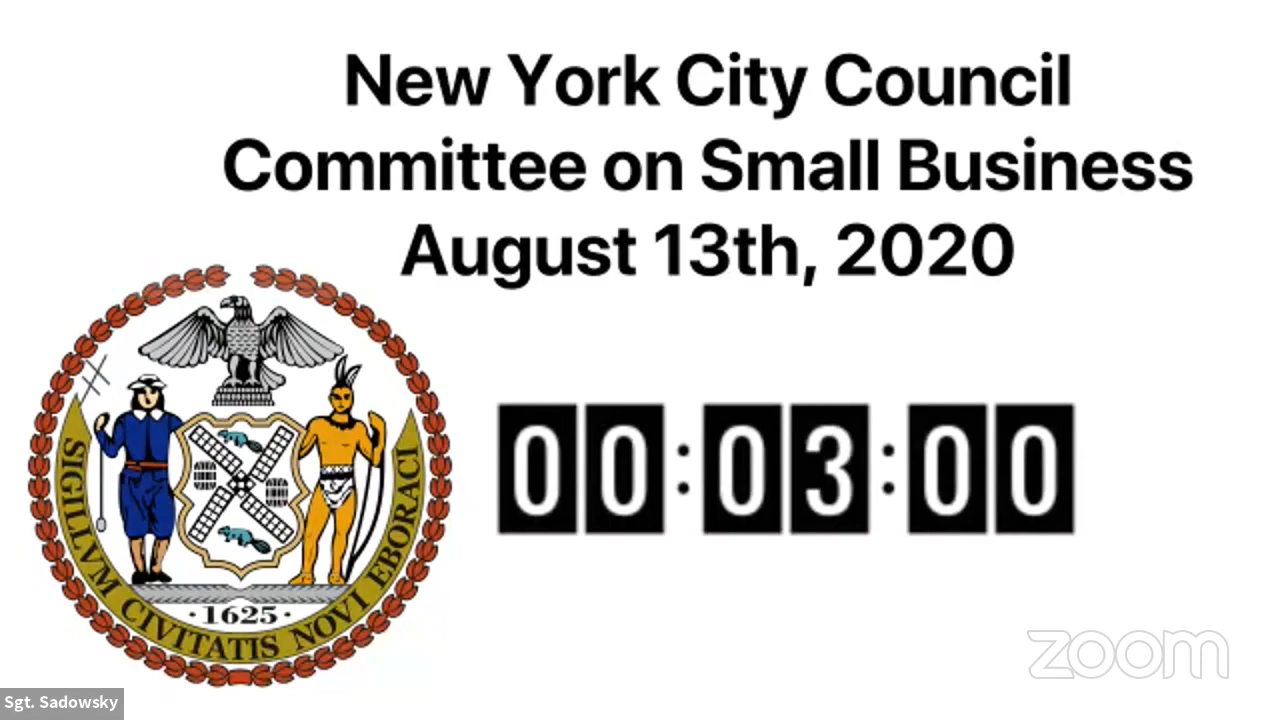 New York City Council
Committee on Small Business
August 13th, 2020
00:03:00
SIGILLVM CIVITATIS NOVI EBORACI
· 1625 ·
zoom
Sgt. Sadowsky